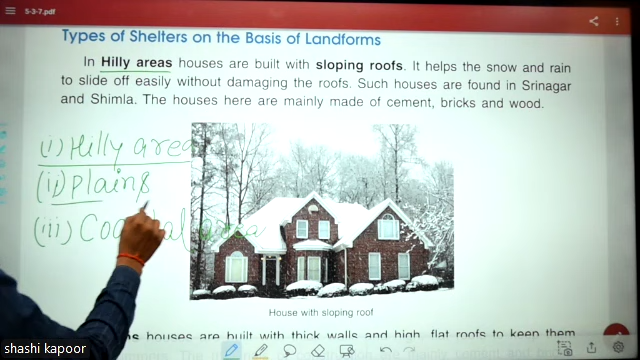 5-3-7.pdf
Types of Shelters on the Basis of Landforms
In Hilly areas houses are built with sloping roofs. It helps the snow and rain
to slide off easily without damaging the roofs. Such houses are found in Srinagar
and Shimla. The houses here are mainly made of cement, bricks and wood.
(i) Hilly area
(ii) Plains
(iii) Coastal area
House with sloping roof
houses are built with thick walls and high, flat roofs to keep them
shashi kapoor